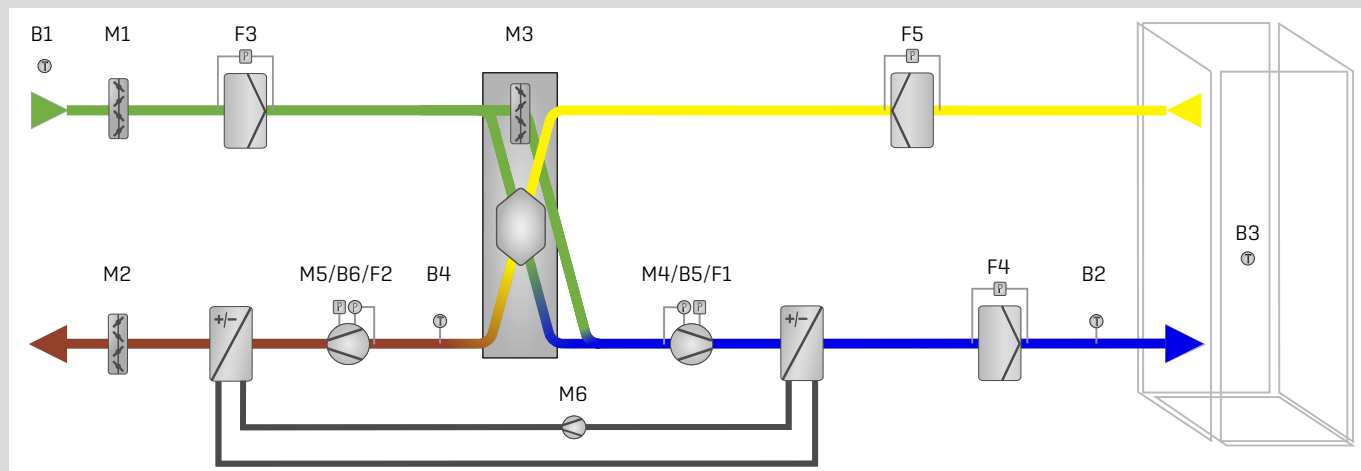 B1 M1 F3 M3 F5
P P
T
B3
T
M2 M5/B6/F2 B4 M4/B5/F1 F4 B2
P P P P P
+/- T +/- T
M6